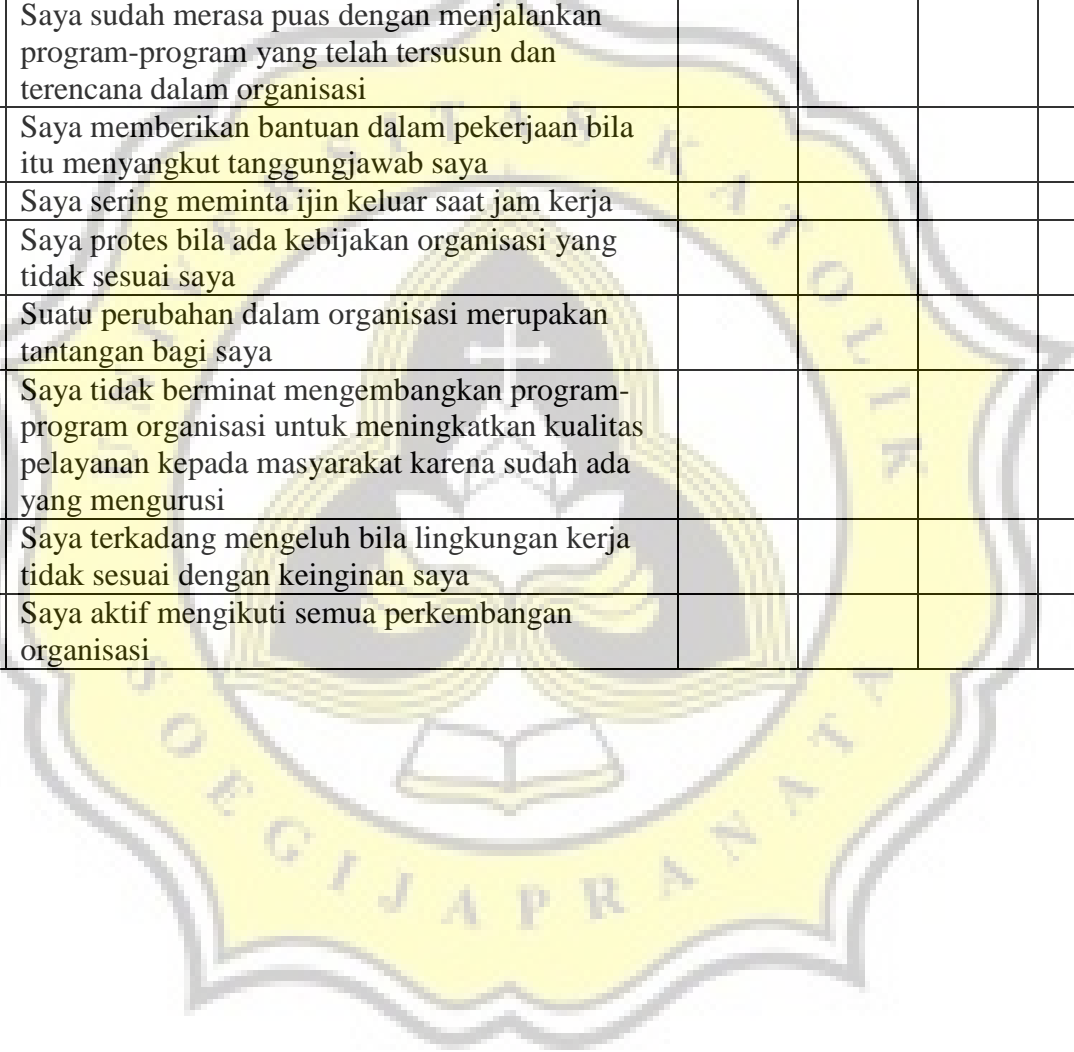 Saya sudah merasa puas dengan menjalankan
program-program yang telah tersusun dan
terencana dalam organisasi
Saya memberikan bantuan dalam pekerjaan bila
itu menyangkut tanggungjawab saya
Saya sering meminta ijin keluar saat jam kerja
Saya protes bila ada kebijakan organisasi yang
tidak sesuai saya
Suatu perubahan dalam organisasi merupakan
tantangan bagi saya
Saya tidak berminat mengembangkan program-
program organisasi untuk meningkatkan kualitas
pelayanan kepada masyarakat karena sudah ada
yang mengurusi
Saya terkadang mengeluh bila lingkungan kerja
tidak sesuai dengan keinginan saya
Saya aktif mengikuti semua perkembangan
organisasi
UNIVERSITAS KATOLIK
SOEGIJAPRANATA